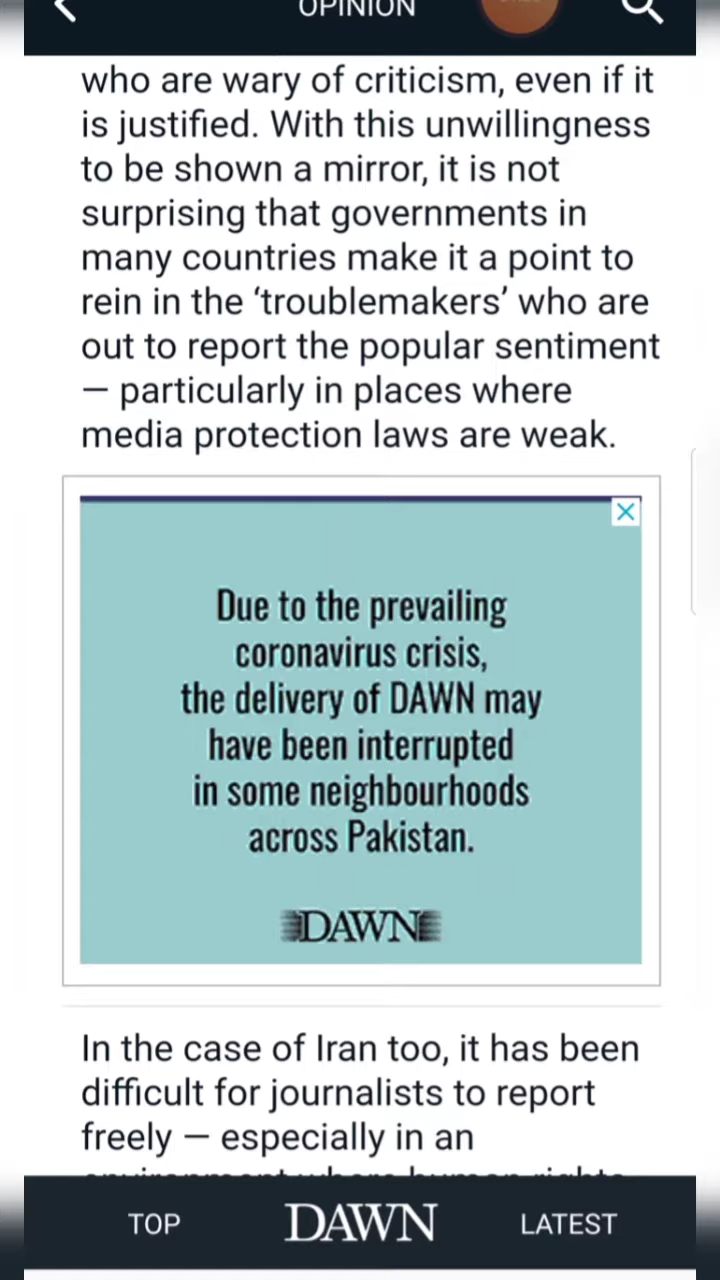 OPINION
who are wary of criticism, even if it
is justified. With this unwillingness
to be shown a mirror, it is not
surprising that governments in
many countries make it a point to
rein in the ‘troublemakers’ who are
out to report the popular sentiment
— particularly in places where
media protection laws are weak.
Due to the prevailing
coronavirus crisis,
the delivery of DAWN may
have been interrupted
in some neighbourhoods
across Pakistan.
DAWN
In the case of Iran too, it has been
difficult for journalists to report
freely — especially in an
TOP DAWN LATEST